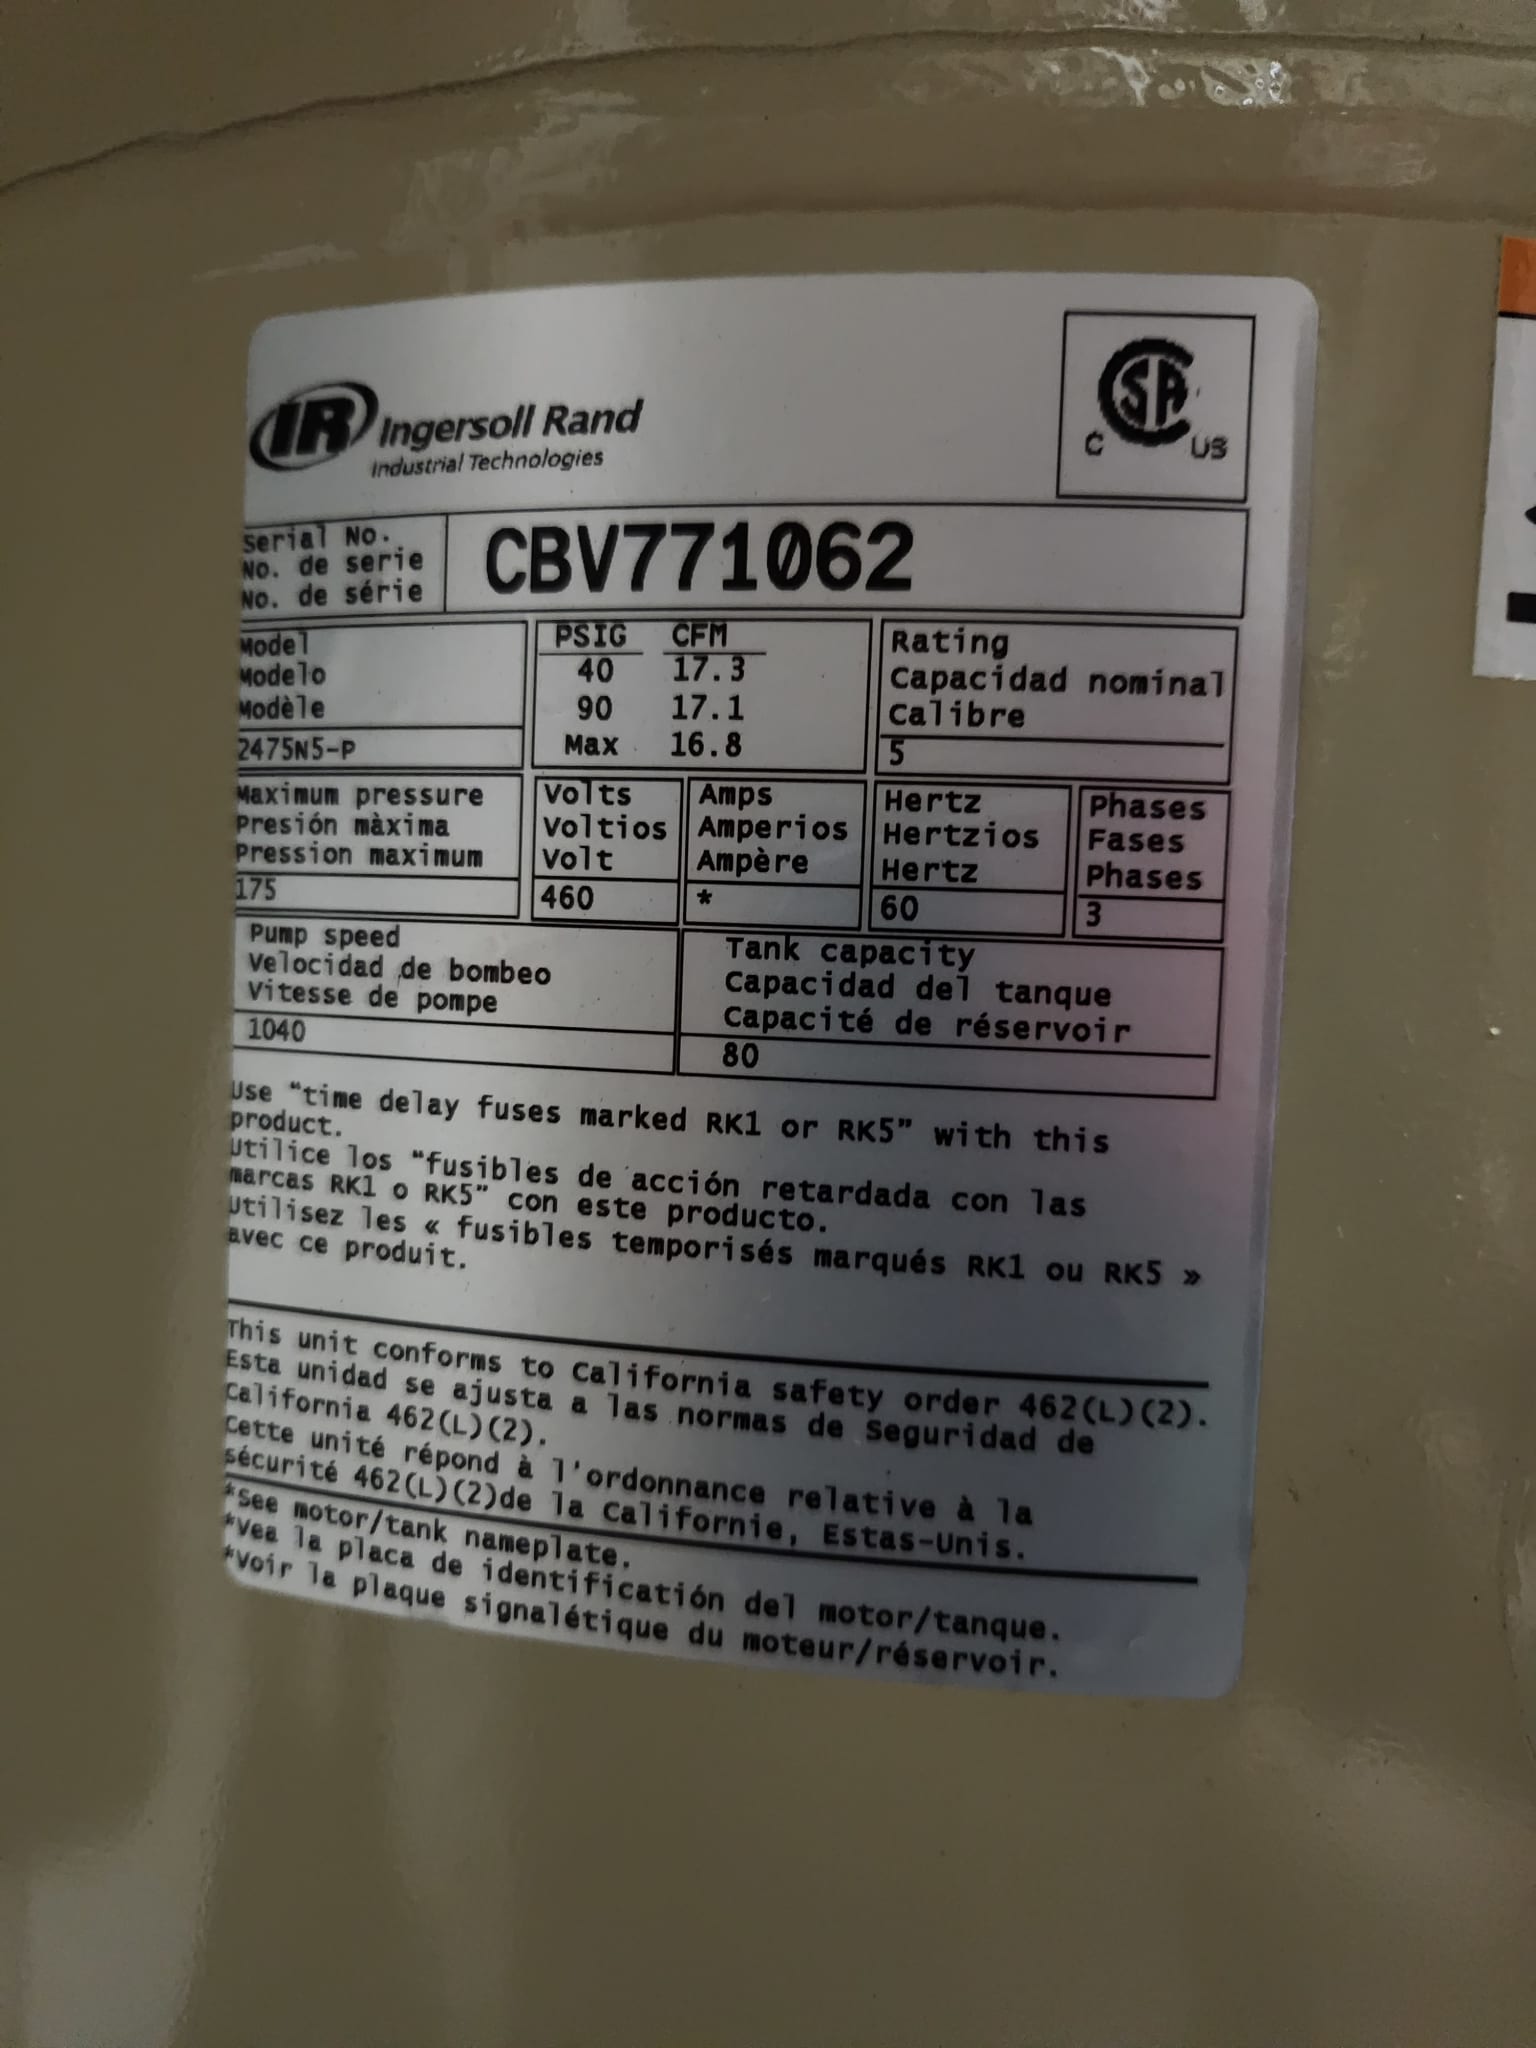 IR Ingersoll Rand
Industrial Technologies
C SA US
Serial No.
No. de serie
No. de série
CBV771062
Model
Modelo
Modèle
2475N5-P
PSIG CFM
40 17.3
90 17.1
Max 16.8
Rating
Capacidad nominal
Calibre
5
Maximum pressure
Presión màxima
Pression maximum
175
Volts
Voltios
Volt
460
Amps
Amperios
Ampère
*
Hertz
Hertzios
Hertz
60
Phases
Fases
Phases
3
Pump speed
Velocidad de bombeo
Vitesse de pompe
1040
Tank capacity
Capacidad del tanque
Capacité de réservoir
80
Use “time delay fuses marked RK1 or RK5” with this
product.
Utilice los “fusibles de acción retardada con las
marcas RK1 o RK5” con este producto.
Utilisez les « fusibles temporisés marqués RK1 ou RK5 »
avec ce produit.
This unit conforms to California safety order 462(L)(2).
Esta unidad se ajusta a las normas de Seguridad de
California 462(L)(2).
Cette unité répond à l'ordonnance relative à la
sécurité 462(L)(2)de la Californie, Estas-Unis.
*See motor/tank nameplate.
*Vea la placa de identificatión del motor/tanque.
*Voir la plaque signalétique du moteur/réservoir.